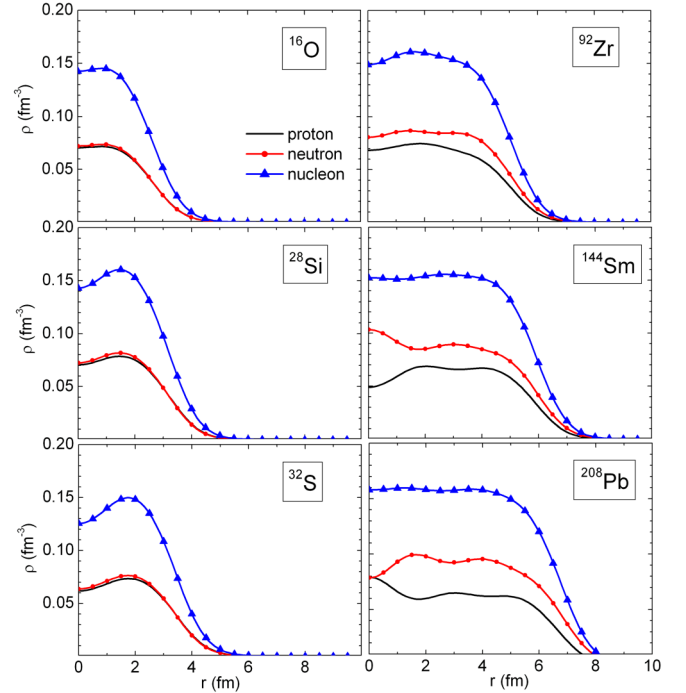 0.20
0.15
0.10
0.05
ρ (fm⁻³)
¹⁶O
proton
neutron
nucleon
⁹²Zr
0.20
0.15
0.10
0.05
ρ (fm⁻³)
²⁸Si
¹⁴⁴Sm
0.20
0.15
0.10
0.05
ρ (fm⁻³)
³²S
²⁰⁸Pb
0 2 4 6 8 0 2 4 6 8 10
r (fm) r (fm)